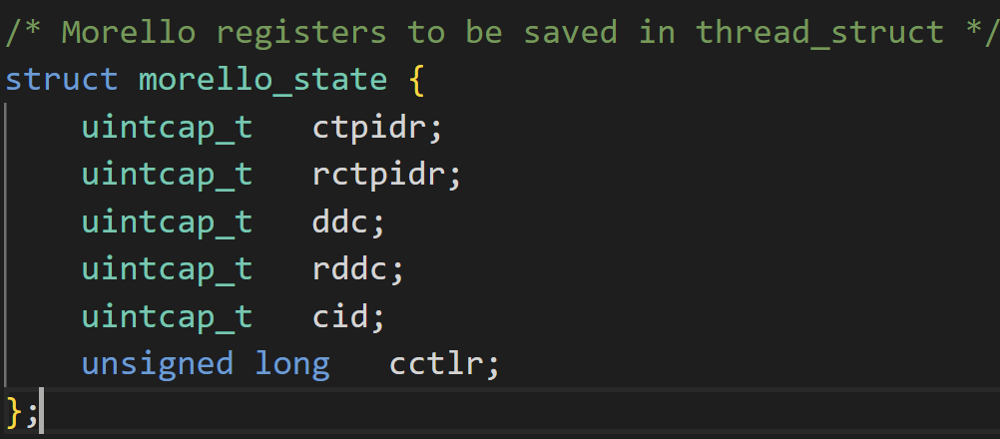 /* Morello registers to be saved in thread_struct */
struct morello_state {
    uintcap_t   ctpidr;
    uintcap_t   rctpidr;
    uintcap_t   ddc;
    uintcap_t   rddc;
    uintcap_t   cid;
    unsigned long   cctlr;
};